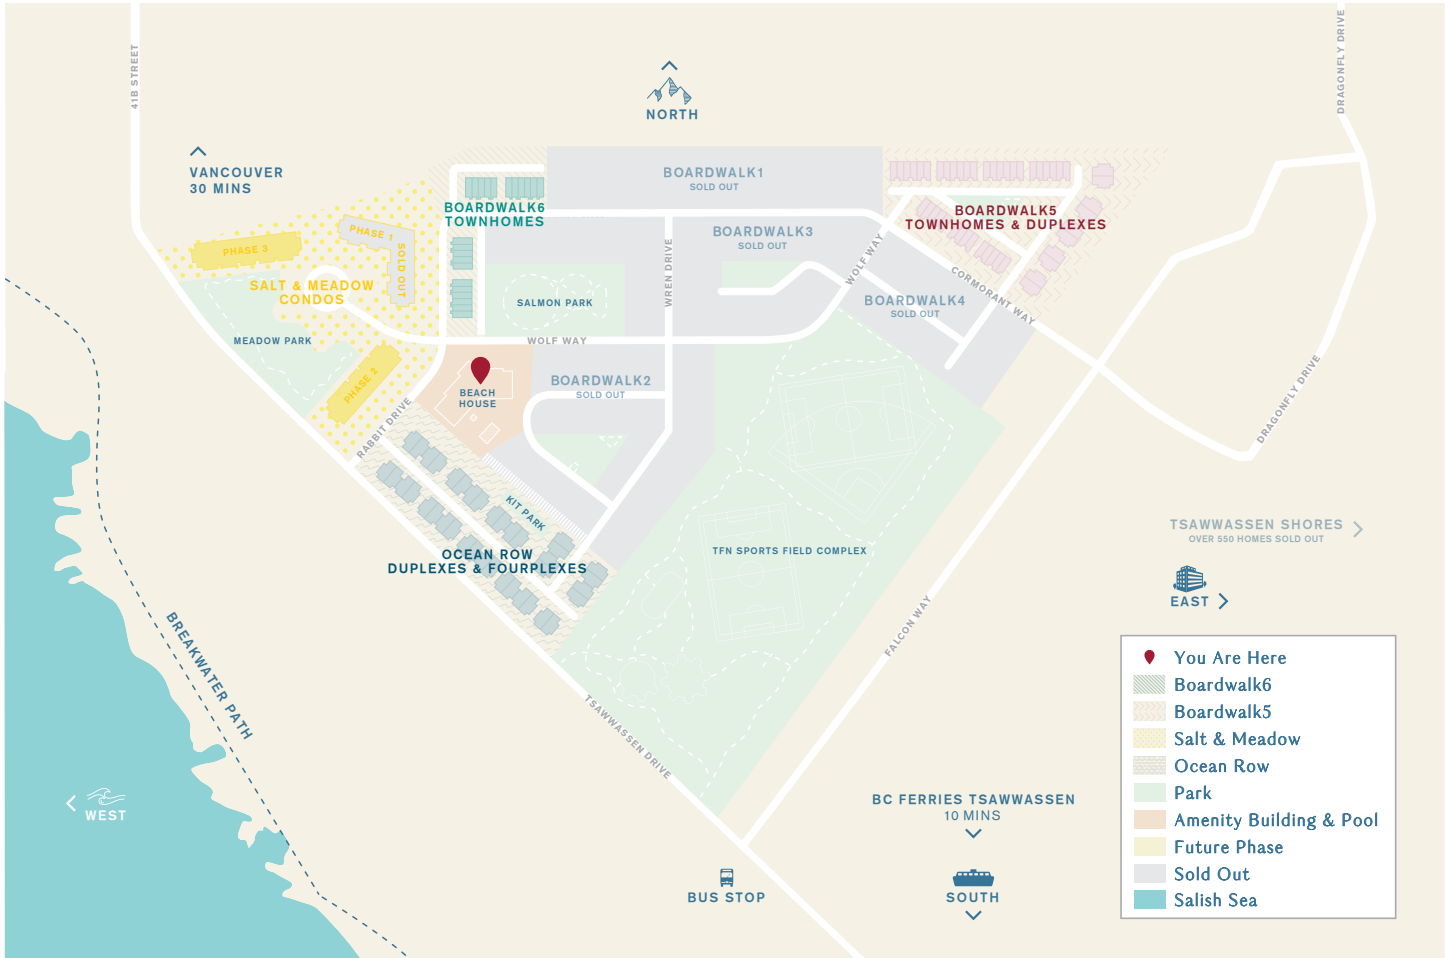 41B STREET
DRAGONFLY DRIVE
NORTH
VANCOUVER
30 MINS
BOARDWALK1
SOLD OUT
BOARDWALK6
TOWNHOMES
BOARDWALK5
TOWNHOMES & DUPLEXES
PHASE 1
SOLD OUT
PHASE 3
BOARDWALK3
SOLD OUT
WREN DRIVE
WOLF WAY
CORMORANT WAY
SALT & MEADOW
CONDOS
SALMON PARK
BOARDWALK4
SOLD OUT
MEADOW PARK
WOLF WAY
PHASE 2
BEACH
HOUSE
BOARDWALK2
SOLD OUT
RABBIT DRIVE
DRAGONFLY DRIVE
KIT PARK
OCEAN ROW
DUPLEXES & FOURPLEXES
TFN SPORTS FIELD COMPLEX
TSAWWASSEN SHORES
OVER 550 HOMES SOLD OUT
EAST
FALCON WAY
BREAKWATER PATH
TSAWWASSEN DRIVE
WEST
BC FERRIES TSAWWASSEN
10 MINS
BUS STOP
SOUTH
You Are Here
Boardwalk6
Boardwalk5
Salt & Meadow
Ocean Row
Park
Amenity Building & Pool
Future Phase
Sold Out
Salish Sea